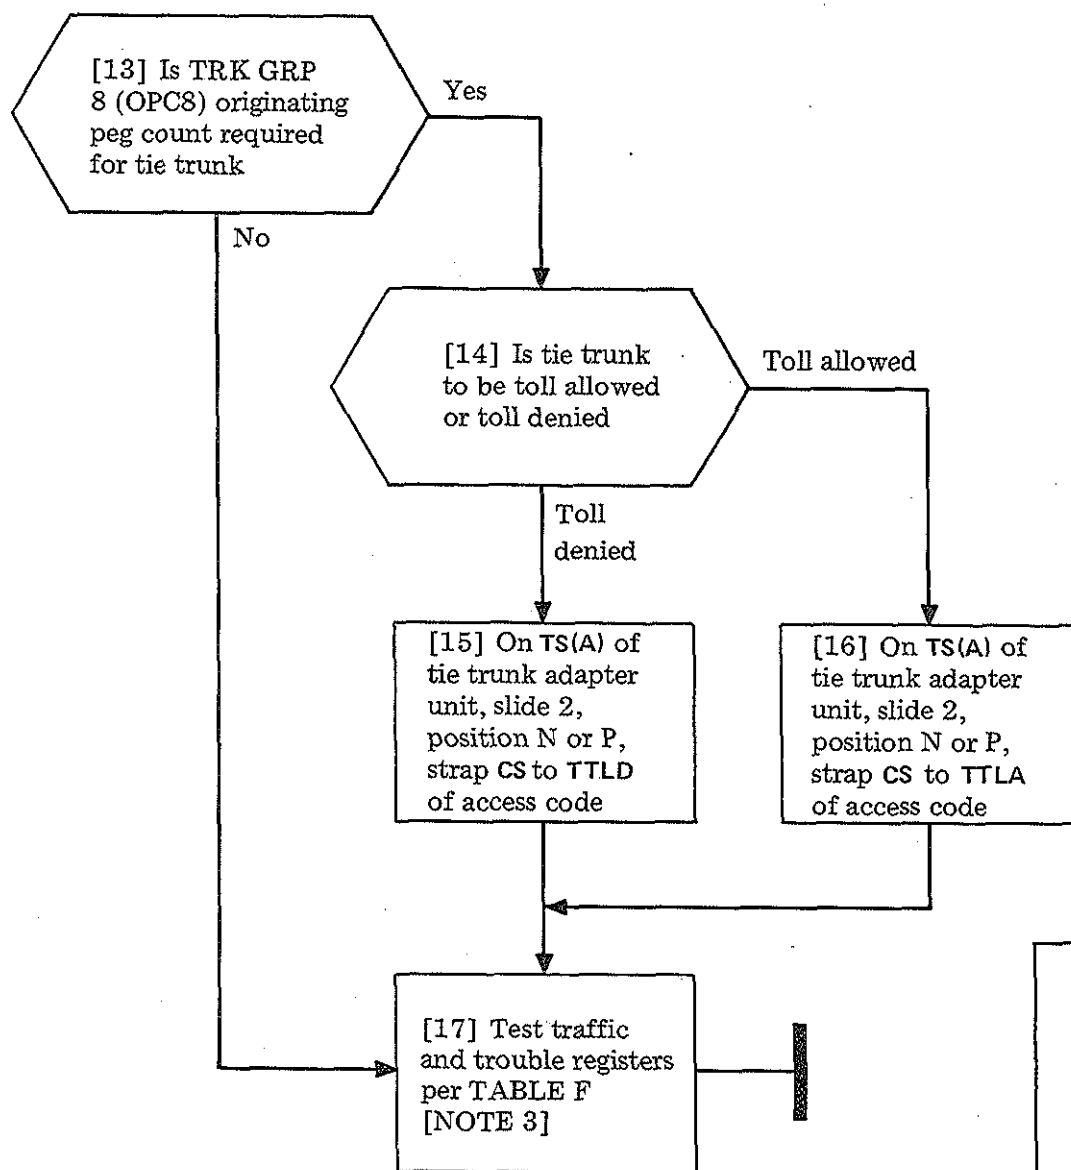 [13] Is TRK GRP
8 (OPC8) originating
peg count required
for tie trunk
Yes
No
[14] Is tie trunk
to be toll allowed
or toll denied
Toll allowed
Toll
denied
[15] On TS(A) of
tie trunk adapter
unit, slide 2,
position N or P,
strap CS to TTLD
of access code
[16] On TS(A) of
tie trunk adapter
unit, slide 2,
position N or P,
strap CS to TTLA
of access code
[17] Test traffic
and trouble registers
per TABLE F
[NOTE 3]